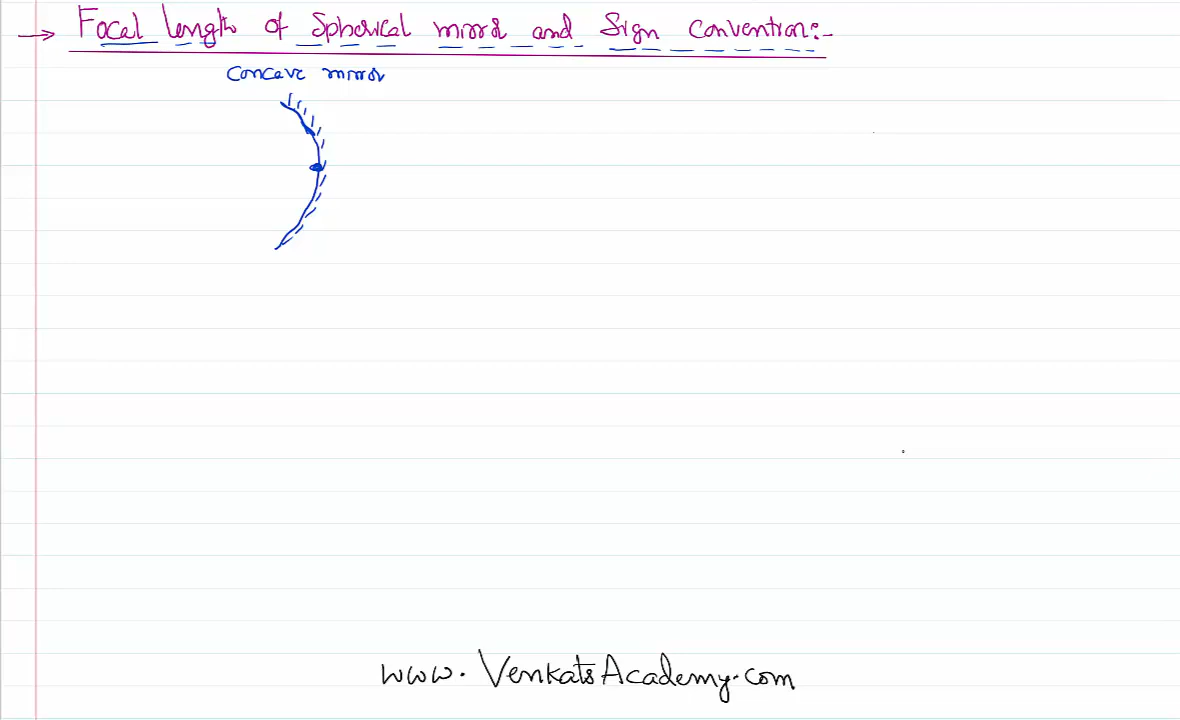 → Focal length of Spherical mirror and Sign Convention:-
Concave mirror
www.VenkatsAcademy.com